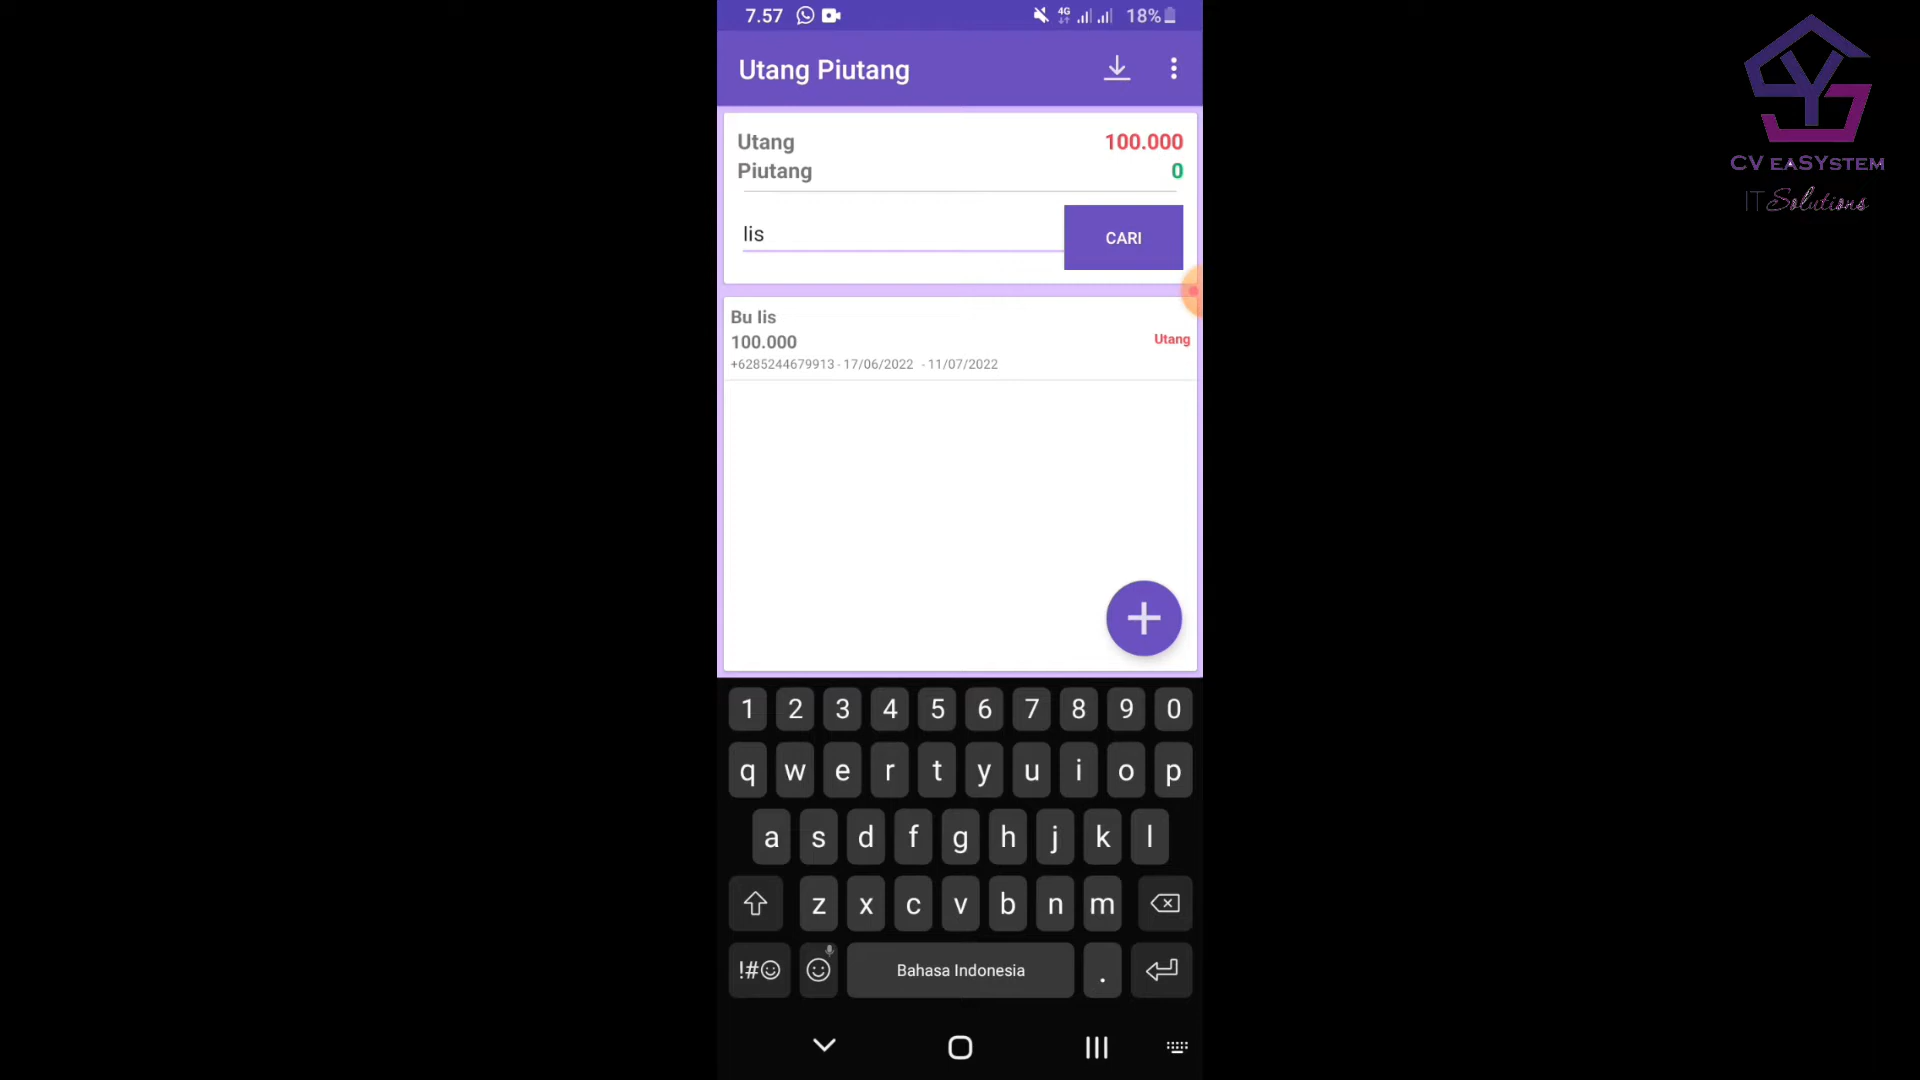 7.57
4G
18%
Utang Piutang
Utang 100.000
Piutang 0
lis
CARI
Bu lis
100.000
Utang
+6285244679913 - 17/06/2022 - 11/07/2022
1 2 3 4 5 6 7 8 9 0
q w e r t y u i o p
a s d f g h j k l
z x c v b n m
!#
Bahasa Indonesia
.
CV eaSYstem
IT Solutions